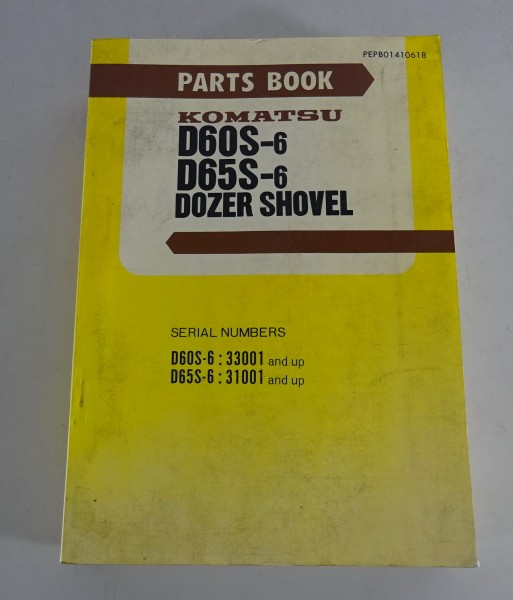 PEPB01410618
PARTS BOOK
KOMATSU
D60S-6
D65S-6
DOZER SHOVEL
SERIAL NUMBERS
D60S-6 : 33001 and up
D65S-6 : 31001 and up